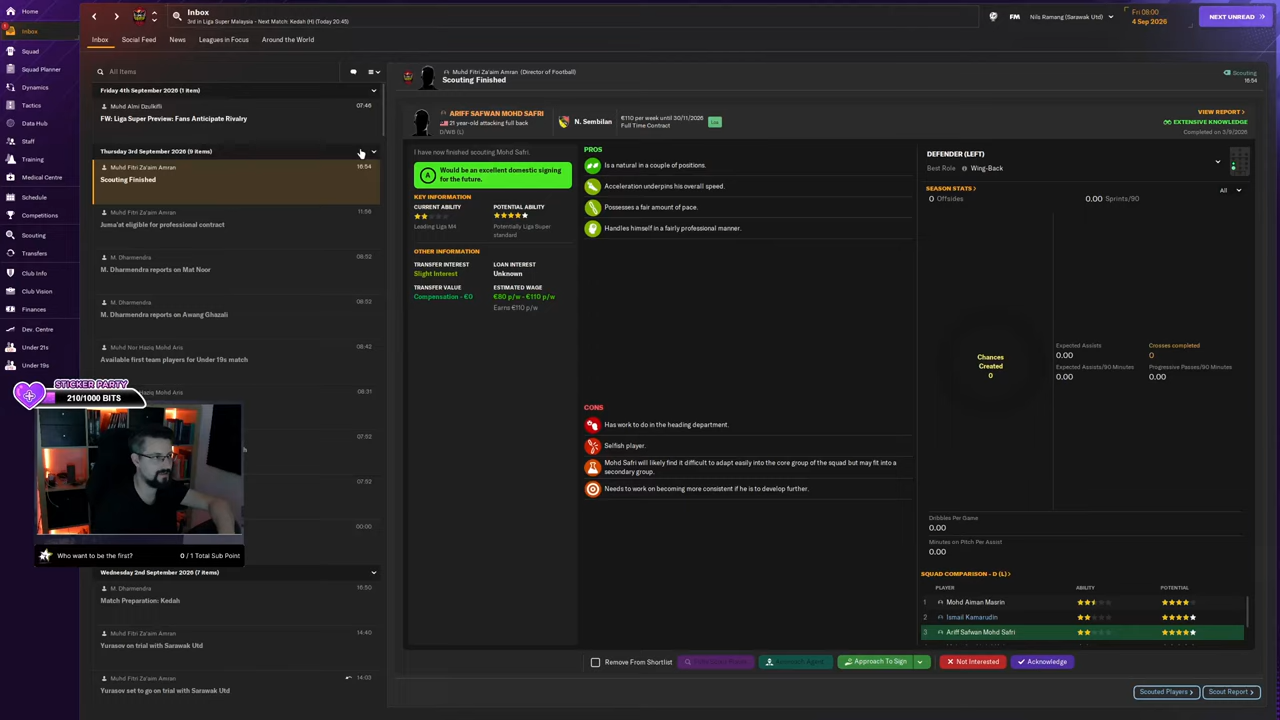 Home
Inbox
Squad
Squad Planner
Dynamics
Tactics
Data Hub
Staff
Training
Medical Centre
Schedule
Competitions
Scouting
Transfers
Club Info
Club Vision
Finances
Dev. Centre
Under 21s
Under 19s
Inbox
3rd in Liga Super Malaysia - Next Match: Kedah (H) (Today 20:45)
FM Nils Ramang (Sarawak Utd)
Fri 08:00
4 Sep 2026
NEXT UNREAD
Inbox Social Feed News Leagues in Focus Around the World
All Items
Friday 4th September 2026 (1 item)
Muhd Almi Dzulkifli 07:46
FW: Liga Super Preview: Fans Anticipate Rivalry
Thursday 3rd September 2026 (9 items)
Muhd Fitri Za'aim Amran 16:54
Scouting Finished
Muhd Fitri Za'aim Amran 11:56
Juma'at eligible for professional contract
M. Dharmendra 08:52
M. Dharmendra reports on Mat Noor
M. Dharmendra 08:52
M. Dharmendra reports on Awang Ghazali
Muhd Nor Haziq Mohd Aris 08:42
Available first team players for Under 19s match
Haziq Mohd Aris 08:31
07:52
07:52
00:00
Wednesday 2nd September 2026 (7 items)
M. Dharmendra 16:50
Match Preparation: Kedah
Muhd Fitri Za'aim Amran 14:40
Yurasov on trial with Sarawak Utd
Muhd Fitri Za'aim Amran 14:03
Yurasov set to go on trial with Sarawak Utd
STICKER PARTY
210/1000 BITS
Who want to be the first? 0 / 1 Total Sub Point
Muhd Fitri Za'aim Amran (Director of Football)
Scouting Finished
Scouting
16:54
ARIFF SAFWAN MOHD SAFRI
21 year-old attacking full back
D/WB (L)
N. Sembilan
€110 per week until 30/11/2026
Full Time Contract
VIEW REPORT
EXTENSIVE KNOWLEDGE
Completed on 3/9/2026
I have now finished scouting Mohd Safri.
A Would be an excellent domestic signing for the future.
KEY INFORMATION
CURRENT ABILITY
Leading Liga M4
POTENTIAL ABILITY
Potentially Liga Super standard
OTHER INFORMATION
TRANSFER INTEREST
Slight Interest
LOAN INTEREST
Unknown
TRANSFER VALUE
Compensation - €0
ESTIMATED WAGE
€80 p/w - €110 p/w
Earns €110 p/w
PROS
Is a natural in a couple of positions.
Acceleration underpins his overall speed.
Possesses a fair amount of pace.
Handles himself in a fairly professional manner.
CONS
Has work to do in the heading department.
Selfish player.
Mohd Safri will likely find it difficult to adapt easily into the core group of the squad but may fit into a
secondary group.
Needs to work on becoming more consistent if he is to develop further.
DEFENDER (LEFT)
Best Role Wing-Back
SEASON STATS
All
0 Offsides
0.00 Sprints/90
Chances
Created
0
Expected Assists
0.00
Crosses completed
0
Expected Assists/90 Minutes
0.00
Progressive Passes/90
0.00
Dribbles Per Game
0.00
Minutes on Pitch Per Assist
0.00
SQUAD COMPARISON - D (L)
PLAYER ABILITY POTENTIAL
1 Mohd Aiman Masrin
2 Ismail Kamarudin
3 Ariff Safwan Mohd Safri
Remove From Shortlist
Approach To Sign
Not Interested
Acknowledge
Scouted Players
Scout Report